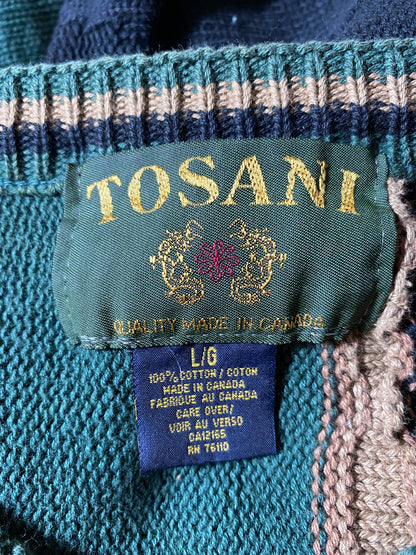 TOSANI
QUALITY MADE IN CANADA
L/G
100% COTTON / COTON
MADE IN CANADA
FABRIQUE AU CANADA
CARE OVER/
VOIR AU VERSO
CA12165
RN 76110